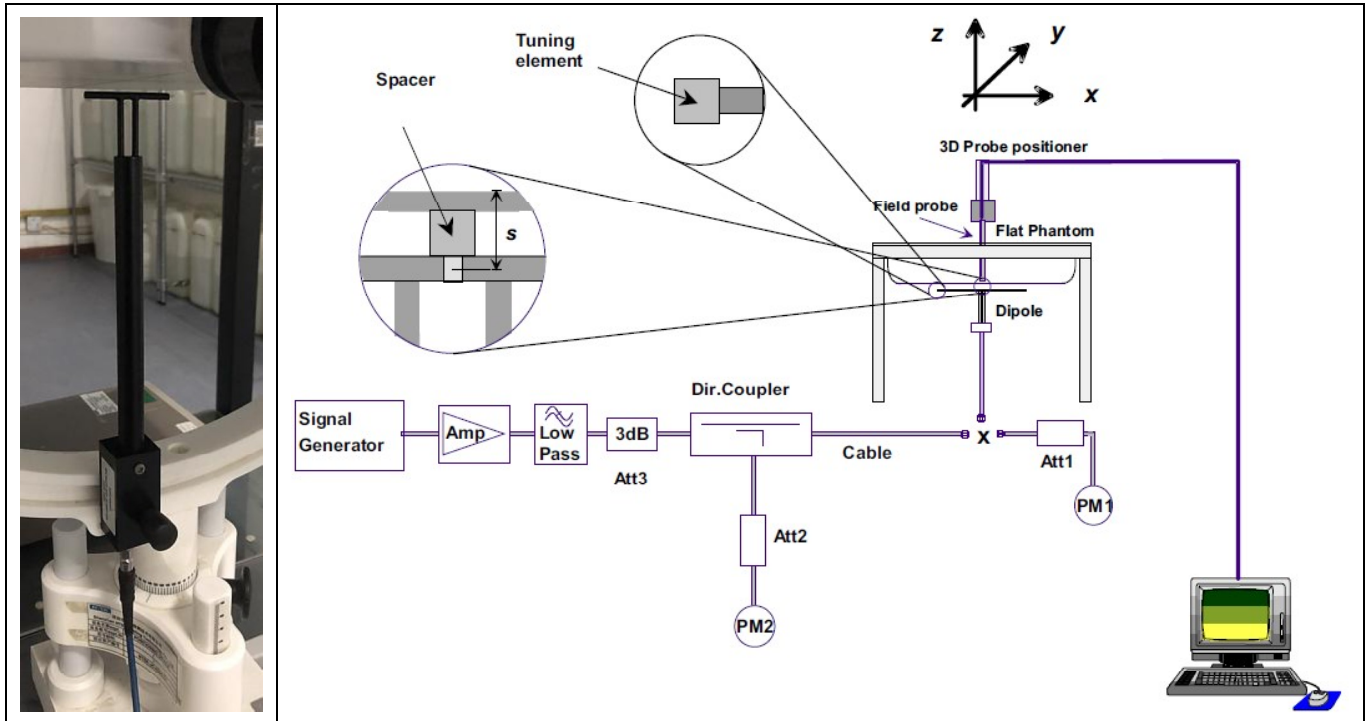 Tuning
element
Spacer
s
z
y
x
3D Probe positioner
Field probe
Flat Phantom
Dipole
Dir.Coupler
Signal
Generator
Amp
Low
Pass
3dB
Att3
Cable
x
Att1
PM1
Att2
PM2